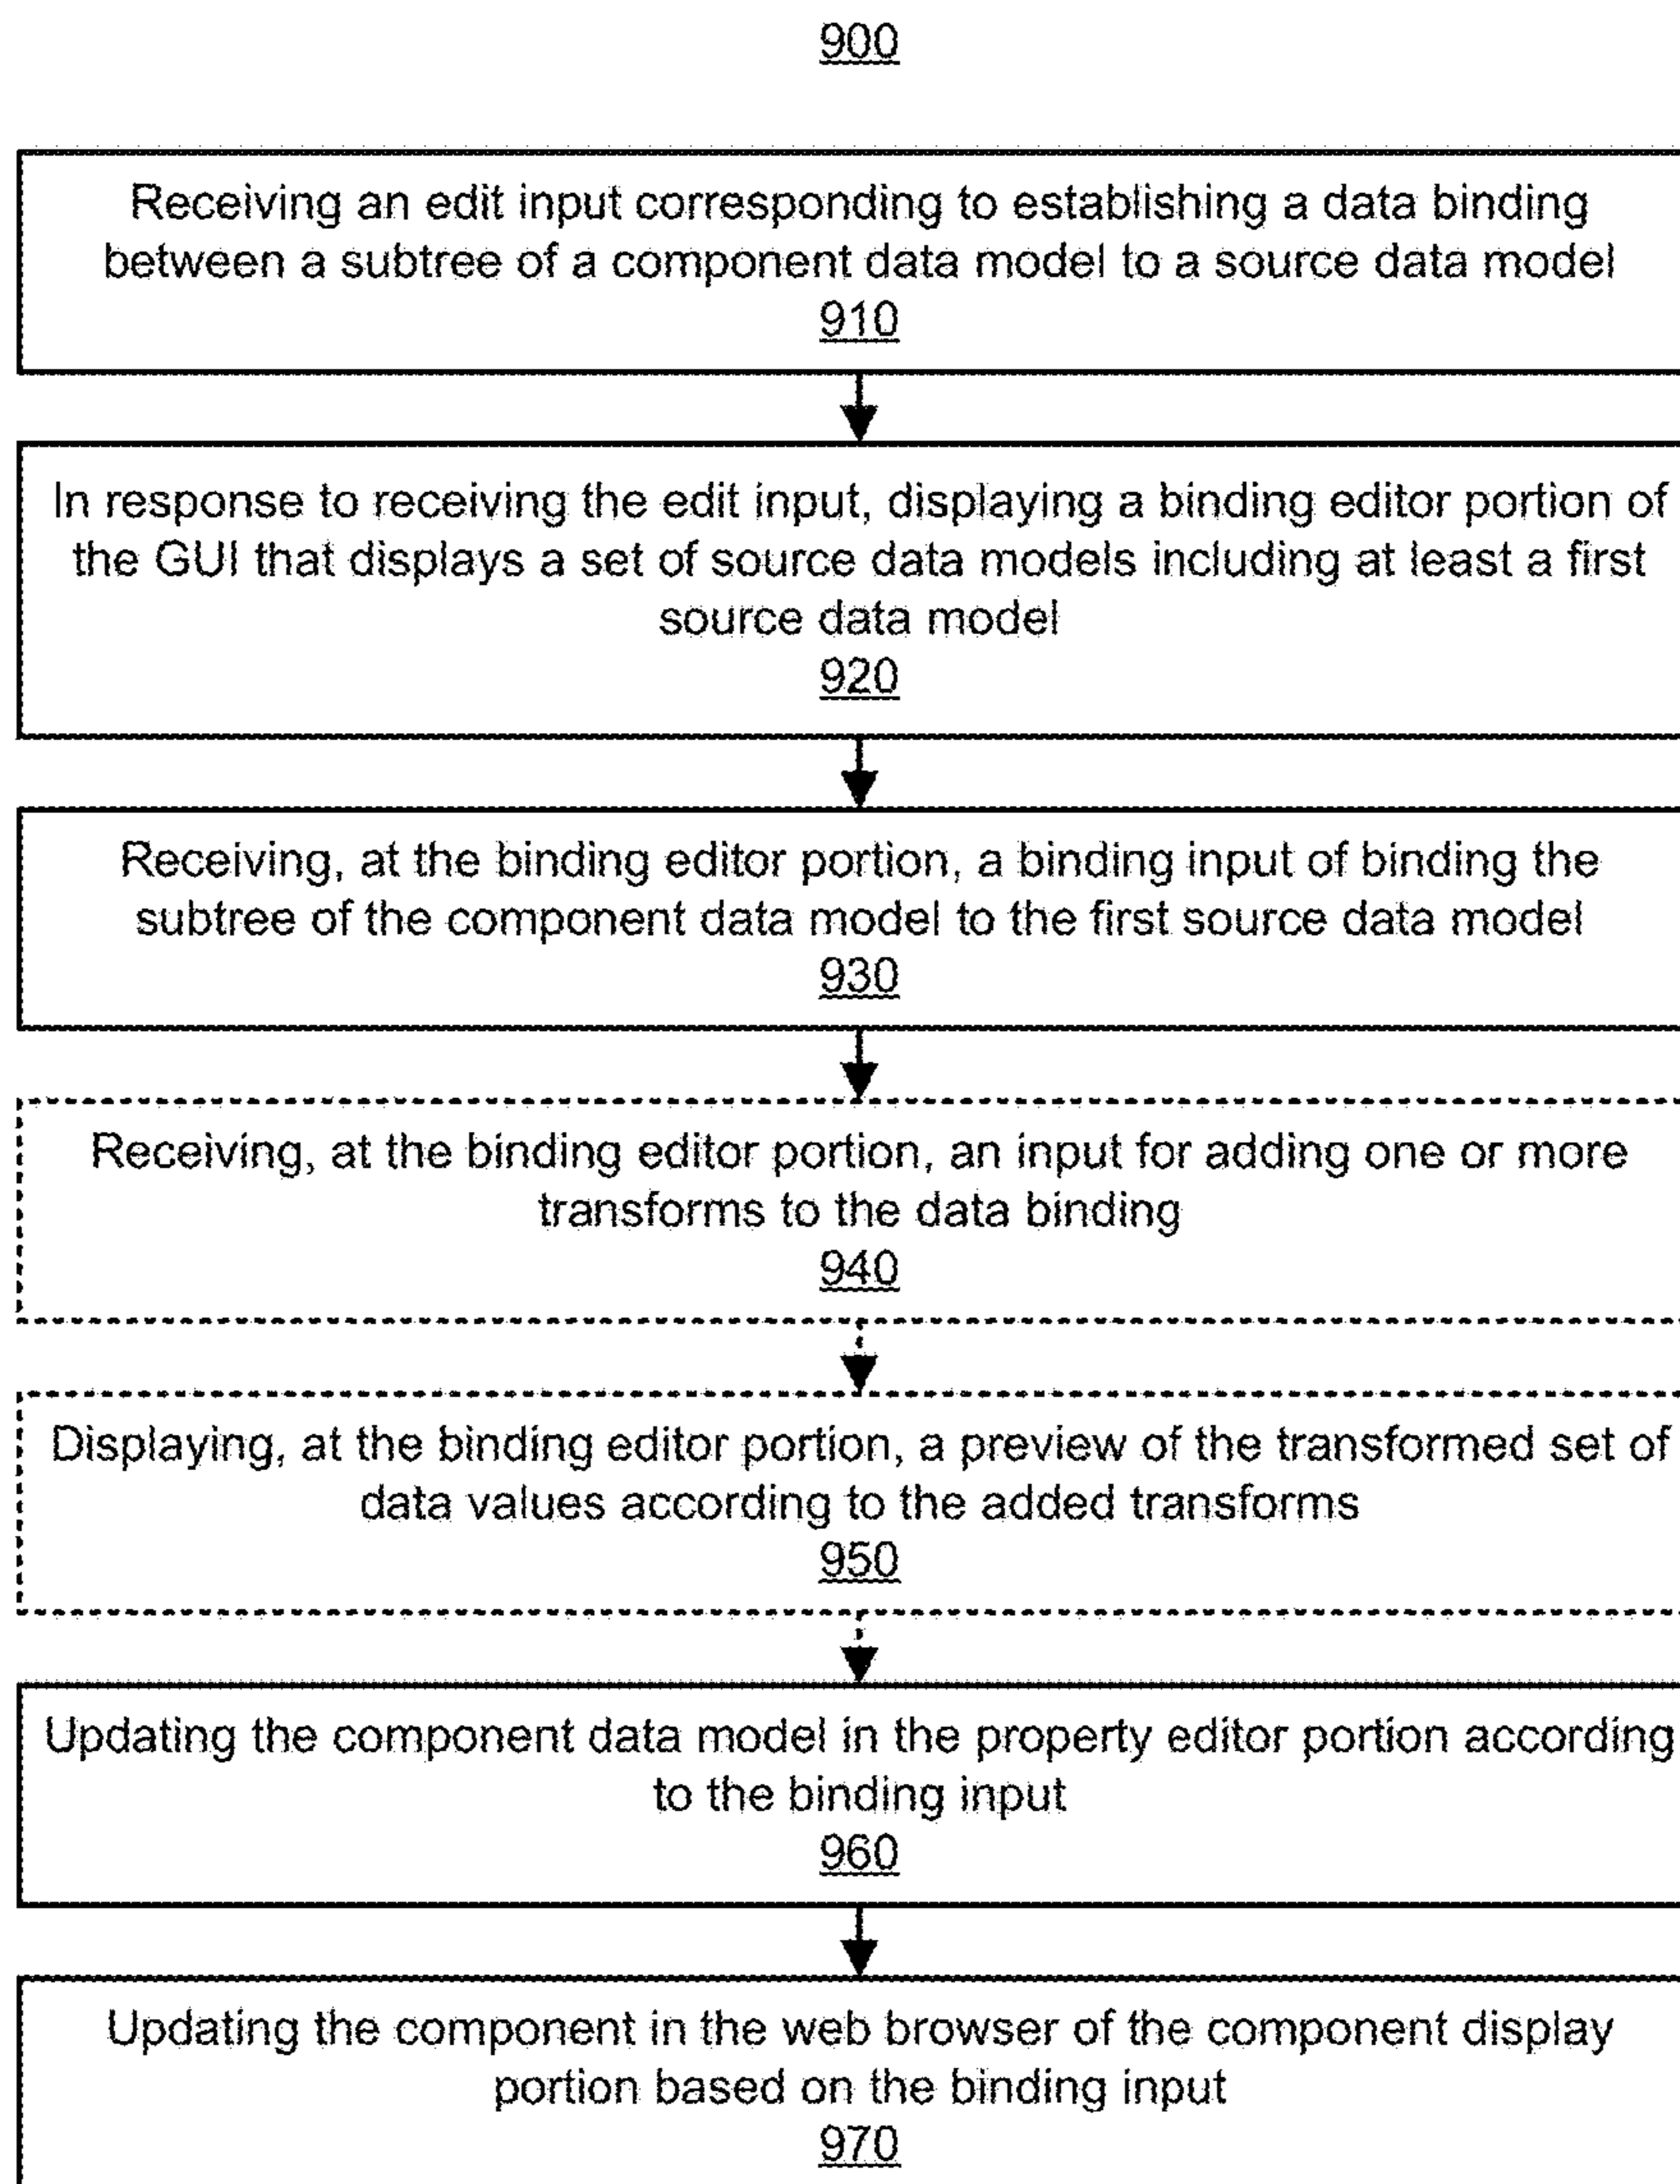 900
Receiving an edit input corresponding to establishing a data binding
between a subtree of a component data model to a source data model
910
In response to receiving the edit input, displaying a binding editor portion of
the GUI that displays a set of source data models including at least a first
source data model
920
Receiving, at the binding editor portion, a binding input of binding the
subtree of the component data model to the first source data model
930
Receiving, at the binding editor portion, an input for adding one or more
transforms to the data binding
940
Displaying, at the binding editor portion, a preview of the transformed set of
data values according to the added transforms
950
Updating the component data model in the property editor portion according
to the binding input
960
Updating the component in the web browser of the component display
portion based on the binding input
970